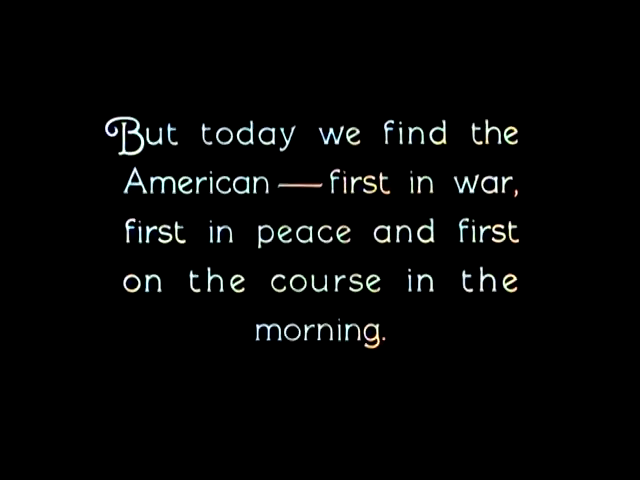 But today we find the
American — first in war,
first in peace and first
on the course in the
morning.